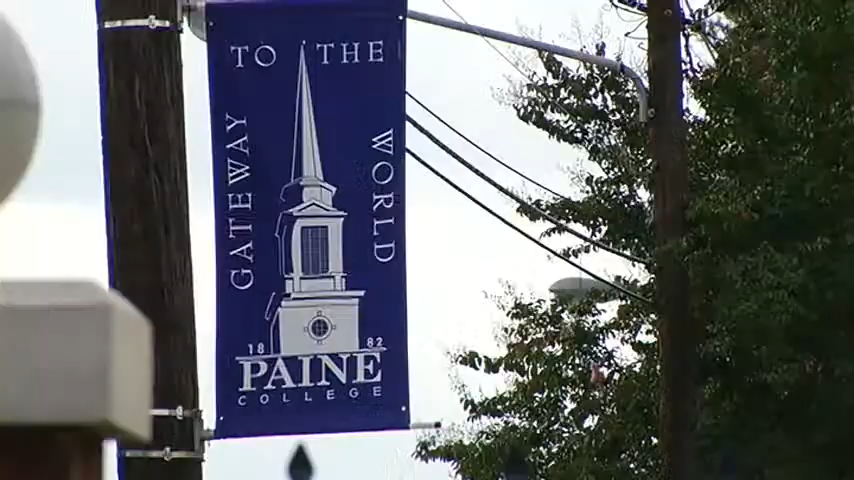 GATEWAY
TO THE
WORLD
18 82
PAINE
COLLEGE